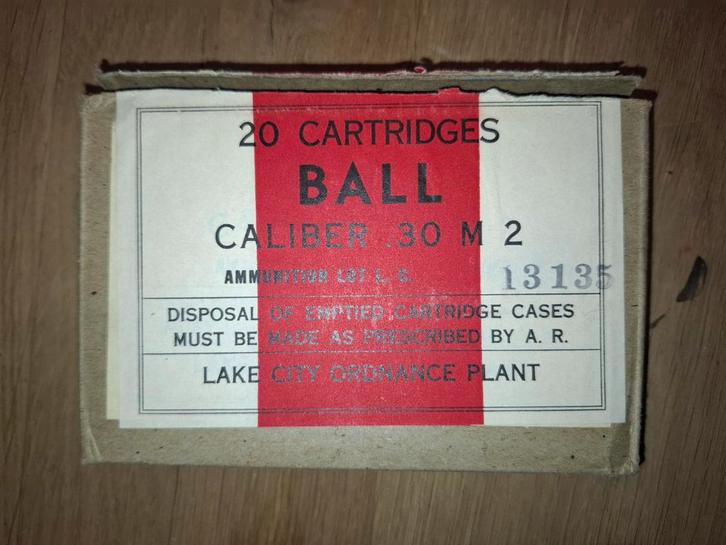 20 CARTRIDGES
BALL
CALIBER .30 M 2
AMMUNITION LOT L. C. 13135
DISPOSAL OF EMPTIED CARTRIDGE CASES
MUST BE MADE AS PRESCRIBED BY A. R.
LAKE CITY ORDNANCE PLANT